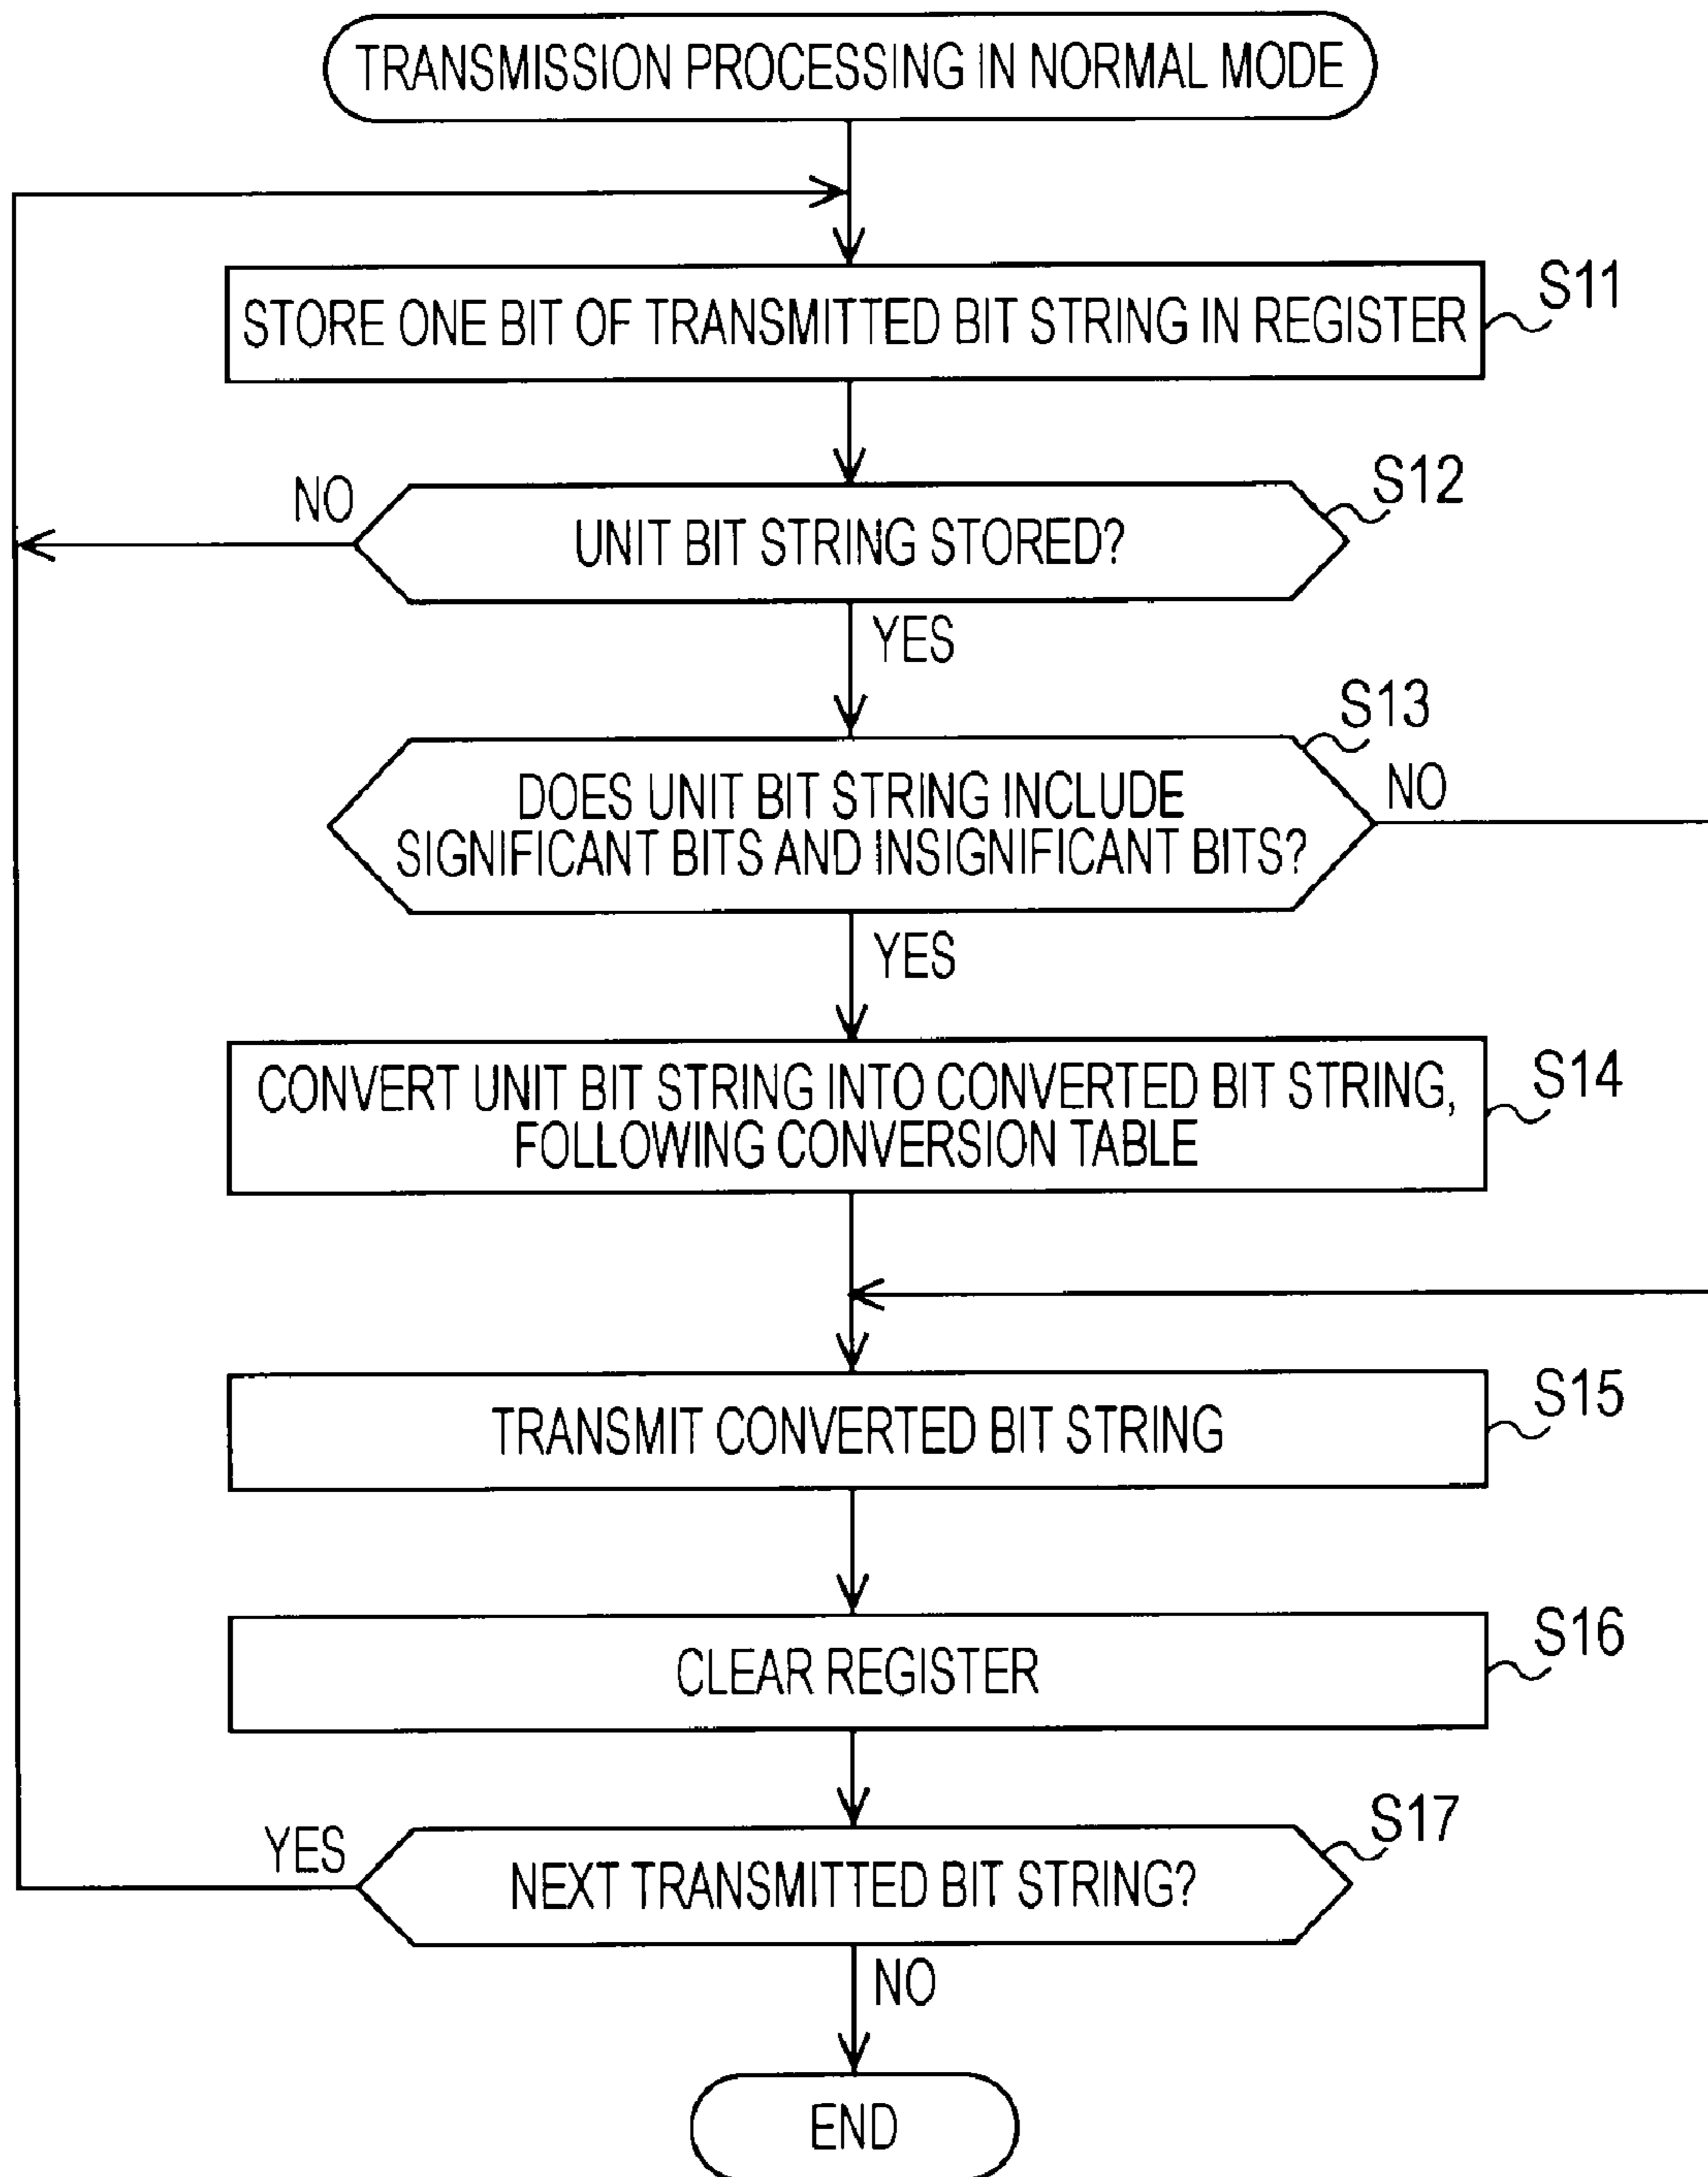 TRANSMISSION PROCESSING IN NORMAL MODE
STORE ONE BIT OF TRANSMITTED BIT STRING IN REGISTER
S11
NO
UNIT BIT STRING STORED?
S12
YES
S13
DOES UNIT BIT STRING INCLUDE
SIGNIFICANT BITS AND INSIGNIFICANT BITS?
NO
YES
CONVERT UNIT BIT STRING INTO CONVERTED BIT STRING,
FOLLOWING CONVERSION TABLE
S14
TRANSMIT CONVERTED BIT STRING
S15
CLEAR REGISTER
S16
YES
NEXT TRANSMITTED BIT STRING?
S17
NO
END